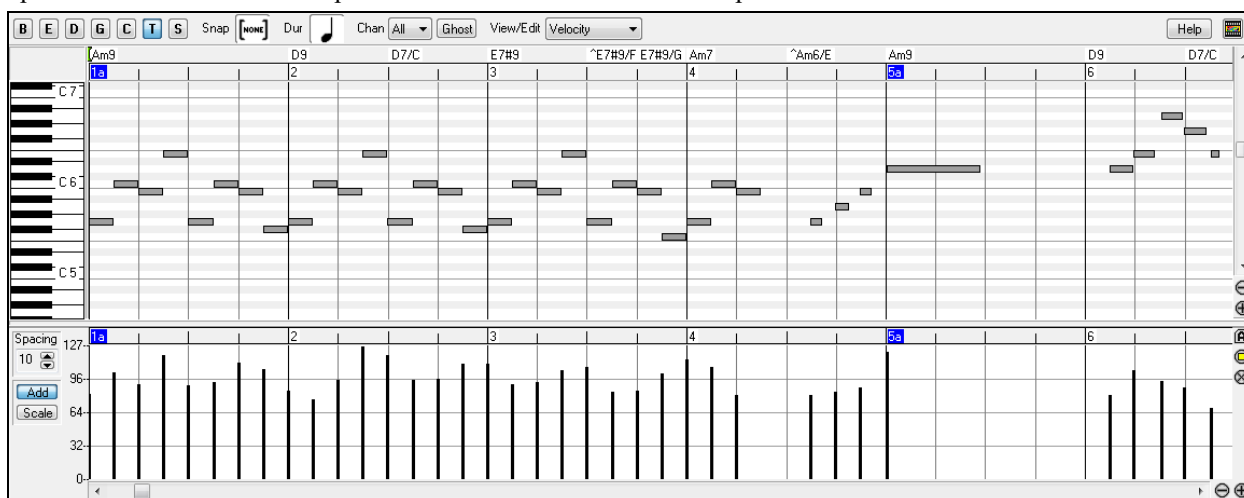 B E D G C T S Snap [NONE] Dur Chan All Ghost View/Edit Velocity Help
Am9 D9 D7/C E7#9 ^E7#9/F E7#9/G Am7 ^Am6/E Am9 D9 D7/C
1a 2 3 4 5a 6
C 7
C 6
C 5
Spacing 1a 2 3 4 5a 6
127
10
96
Add
64
Scale
32
0